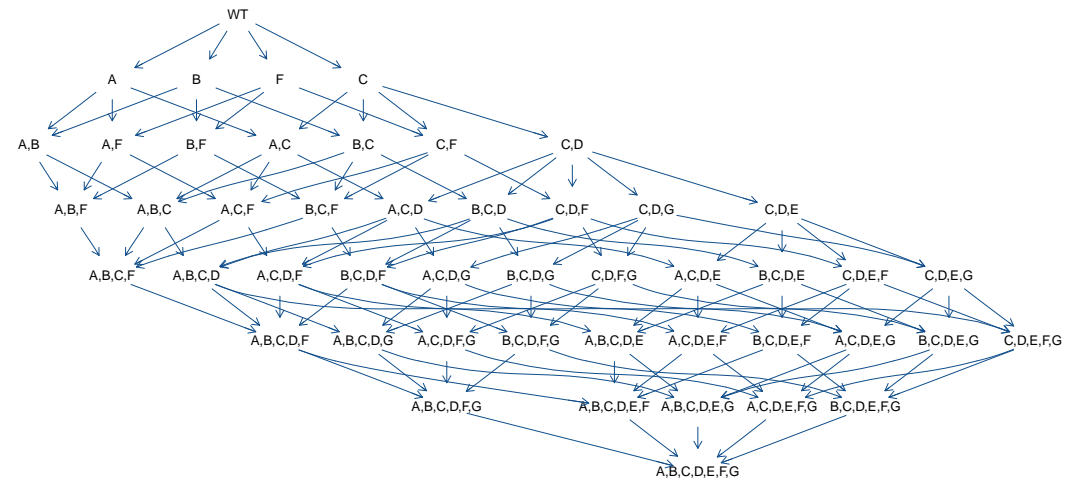 WT
A B F C
A,B A,F B,F A,C B,C C,F C,D
A,B,F A,B,C A,C,F B,C,F A,C,D B,C,D C,D,F C,D,G C,D,E
A,B,C,F A,B,C,D A,C,D,F B,C,D,F A,C,D,G B,C,D,G C,D,F,G A,C,D,E B,C,D,E C,D,E,F C,D,E,G
A,B,C,D,F A,B,C,D,G A,C,D,F,G B,C,D,F,G A,B,C,D,E A,C,D,E,F B,C,D,E,F A,C,D,E,G B,C,D,E,G C,D,E,F,G
A,B,C,D,F,G A,B,C,D,E,F A,B,C,D,E,G A,C,D,E,F,G B,C,D,E,F,G
A,B,C,D,E,F,G